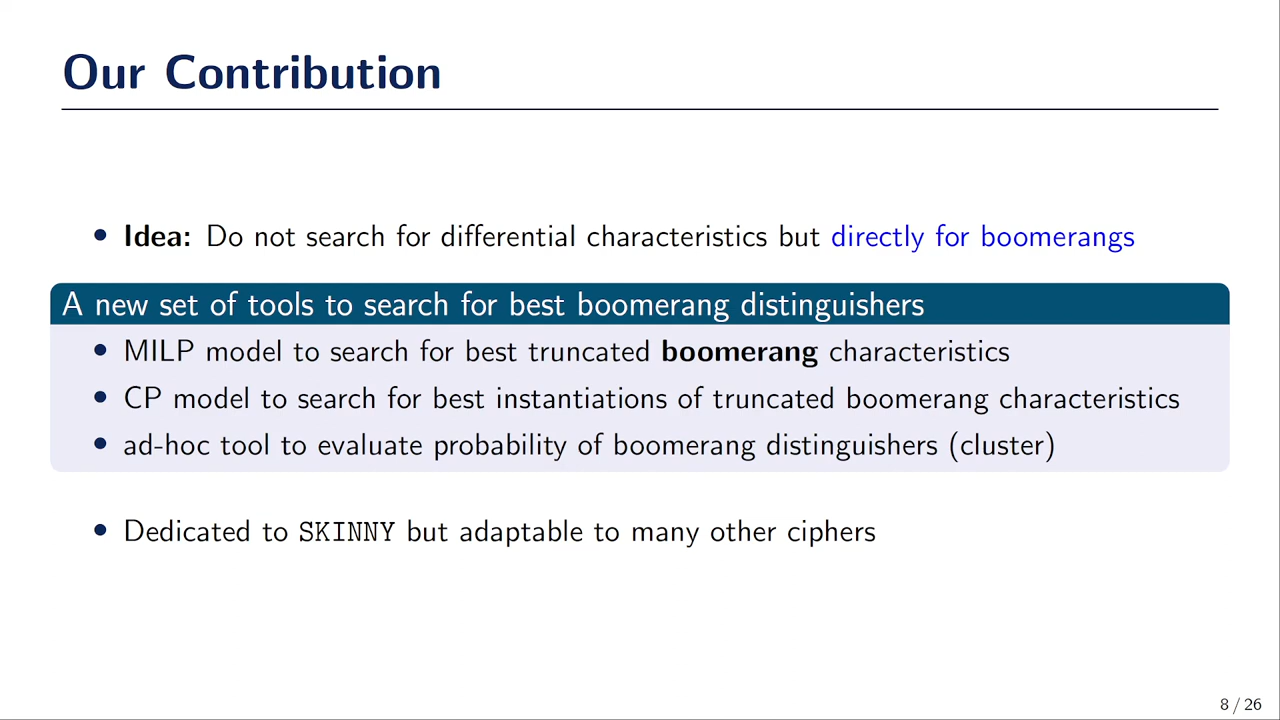 Our Contribution
• Idea: Do not search for differential characteristics but directly for boomerangs
A new set of tools to search for best boomerang distinguishers
• MILP model to search for best truncated boomerang characteristics
• CP model to search for best instantiations of truncated boomerang characteristics
• ad-hoc tool to evaluate probability of boomerang distinguishers (cluster)
• Dedicated to SKINNY but adaptable to many other ciphers
8 / 26